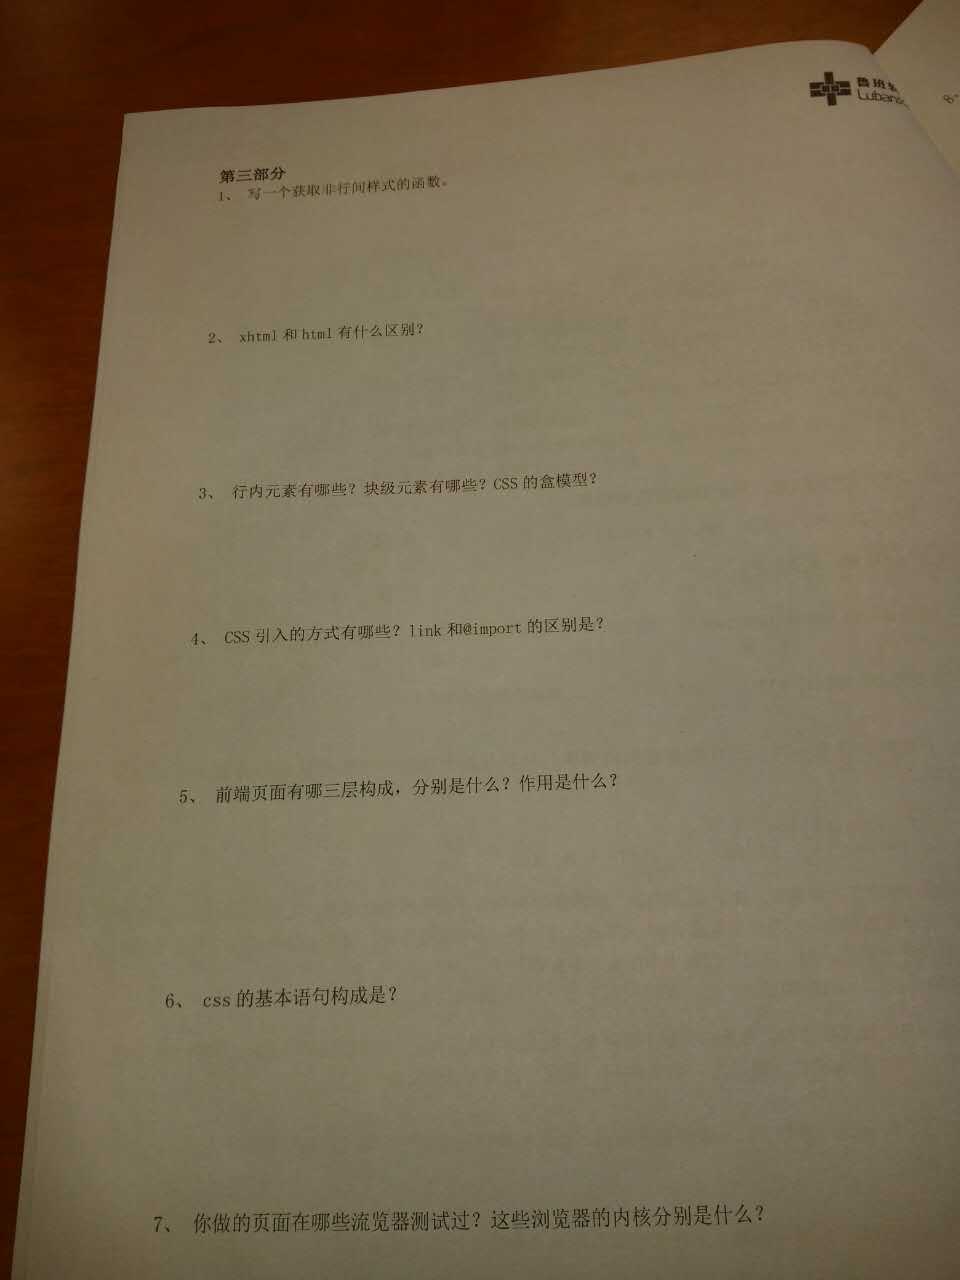 鲁班
Luban
第三部分
1、 写一个获取非行间样式的函数。
2、 xhtml 和 html 有什么区别？
3、 行内元素有哪些？块级元素有哪些？CSS 的盒模型？
4、 CSS 引入的方式有哪些？link 和@import 的区别是？
5、 前端页面有哪三层构成，分别是什么？作用是什么？
6、 css 的基本语句构成是？
7、 你做的页面在哪些流览器测试过？这些浏览器的内核分别是什么？